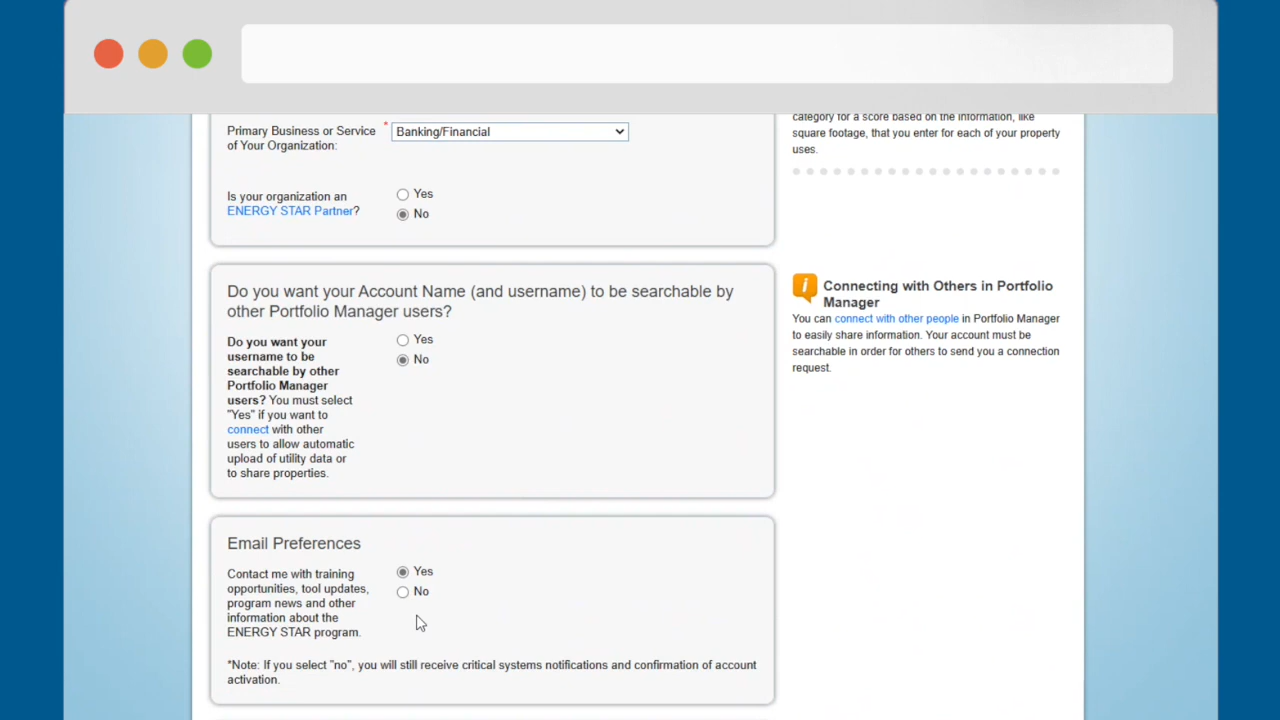 category for a score based on the information, like
square footage, that you enter for each of your property
uses.
Primary Business or Service
of Your Organization:
* Banking/Financial
Is your organization an
ENERGY STAR Partner?
Yes
No
Do you want your Account Name (and username) to be searchable by
other Portfolio Manager users?
Do you want your
username to be
searchable by other
Portfolio Manager
users? You must select
"Yes" if you want to
connect with other
users to allow automatic
upload of utility data or
to share properties.
Yes
No
i
Connecting with Others in Portfolio
Manager
You can connect with other people in Portfolio Manager
to easily share information. Your account must be
searchable in order for others to send you a connection
request.
Email Preferences
Contact me with training
opportunities, tool updates,
program news and other
information about the
ENERGY STAR program.
Yes
No
*Note: If you select "no", you will still receive critical systems notifications and confirmation of account
activation.